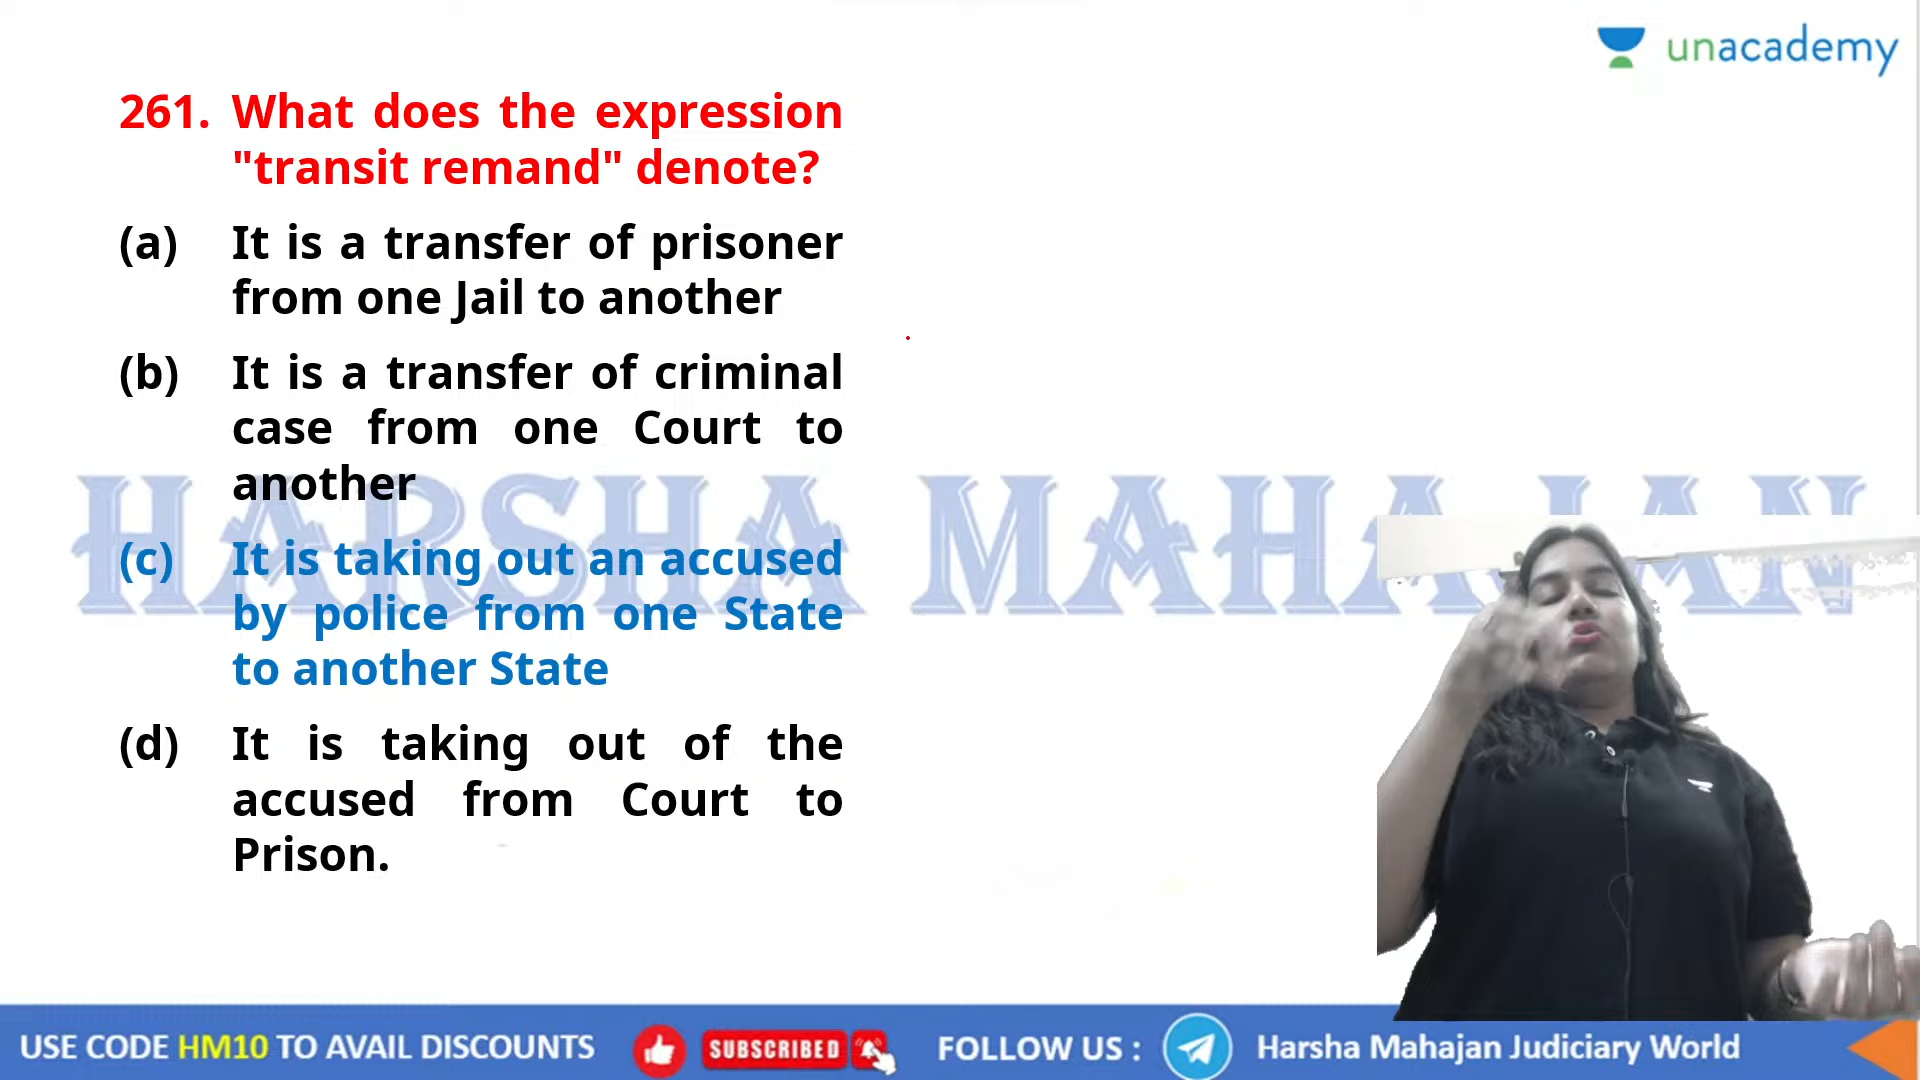 unacademy
261. What does the expression
"transit remand" denote?
(a) It is a transfer of prisoner
from one Jail to another
(b) It is a transfer of criminal
case from one Court to
another
HARSHA MAHAJAN
(c) It is taking out an accused
by police from one State
to another State
(d) It is taking out of the
accused from Court to
Prison.
USE CODE HM10 TO AVAIL DISCOUNTS SUBSCRIBED FOLLOW US : Harsha Mahajan Judiciary World